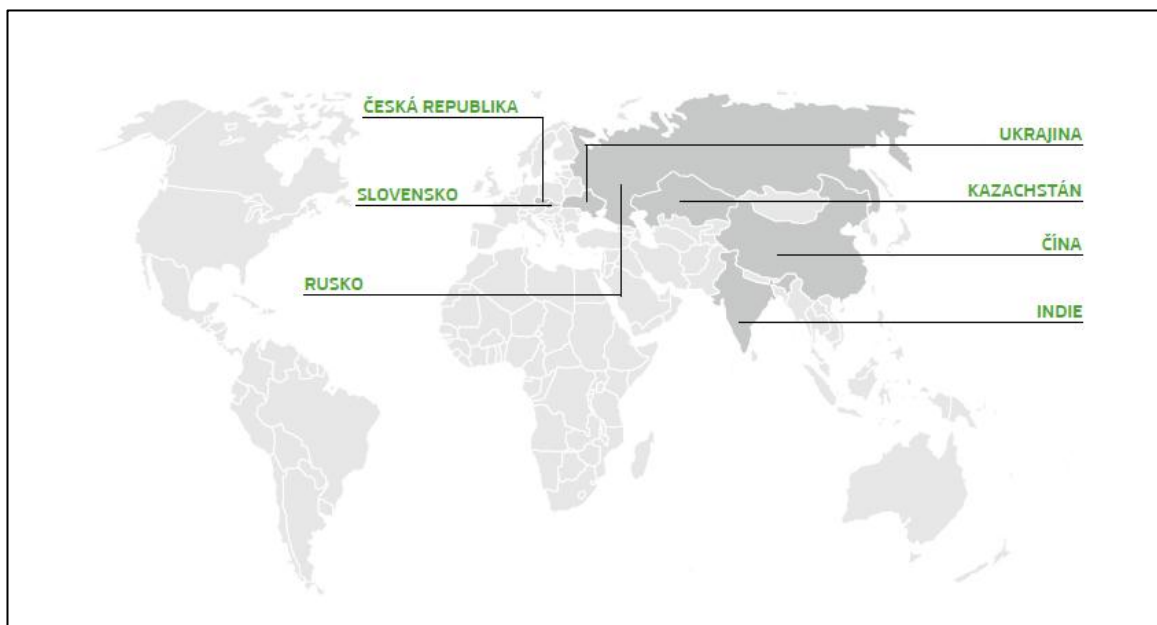 ČESKÁ REPUBLIKA
UKRAJINA
SLOVENSKO
KAZACHSTÁN
ČÍNA
RUSKO
INDIE